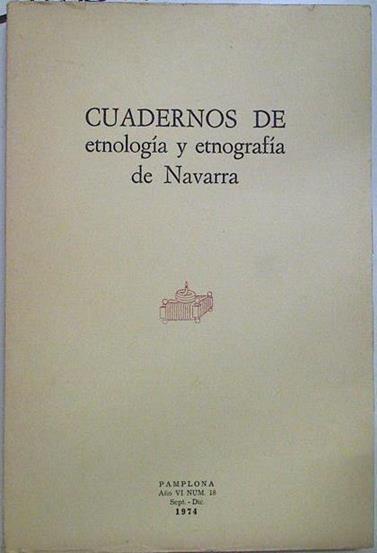 CUADERNOS DE
etnología y etnografía
de Navarra
PAMPLONA
Año VI NUM. 18
Sept. - Dic.
1974